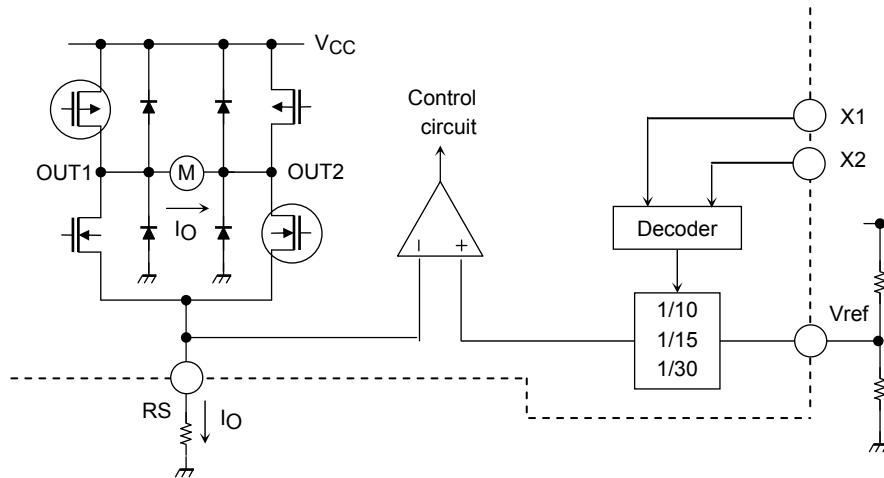 VCC
Control
circuit
X1
X2
OUT1
M
OUT2
IO
Decoder
− +
1/10
1/15
1/30
Vref
RS
IO